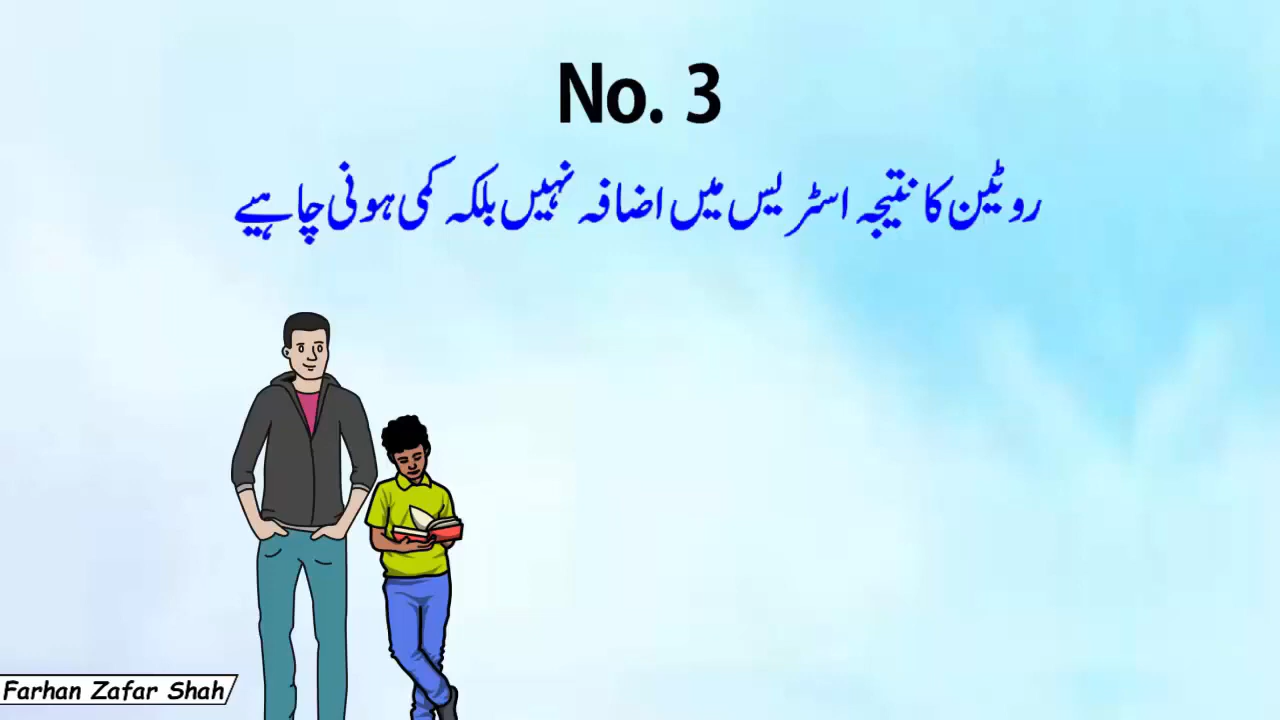 No. 3
روٹین کا نتیجہ اسٹریس میں اضافہ نہیں بلکہ کمی ہونی چاہیے
Farhan Zafar Shah